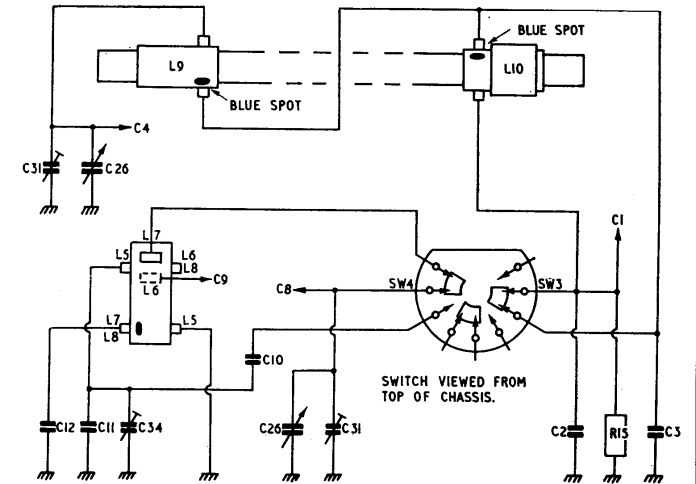 BLUE SPOT
L9
L10
BLUE SPOT
C4
C31
C26
C1
L7
L5
L6
L8
L6
C9
C8
SW4
SW3
L7
L8
L5
C10
SWITCH VIEWED FROM
TOP OF CHASSIS.
C12
C11
C34
C26
C31
C2
R15
C3